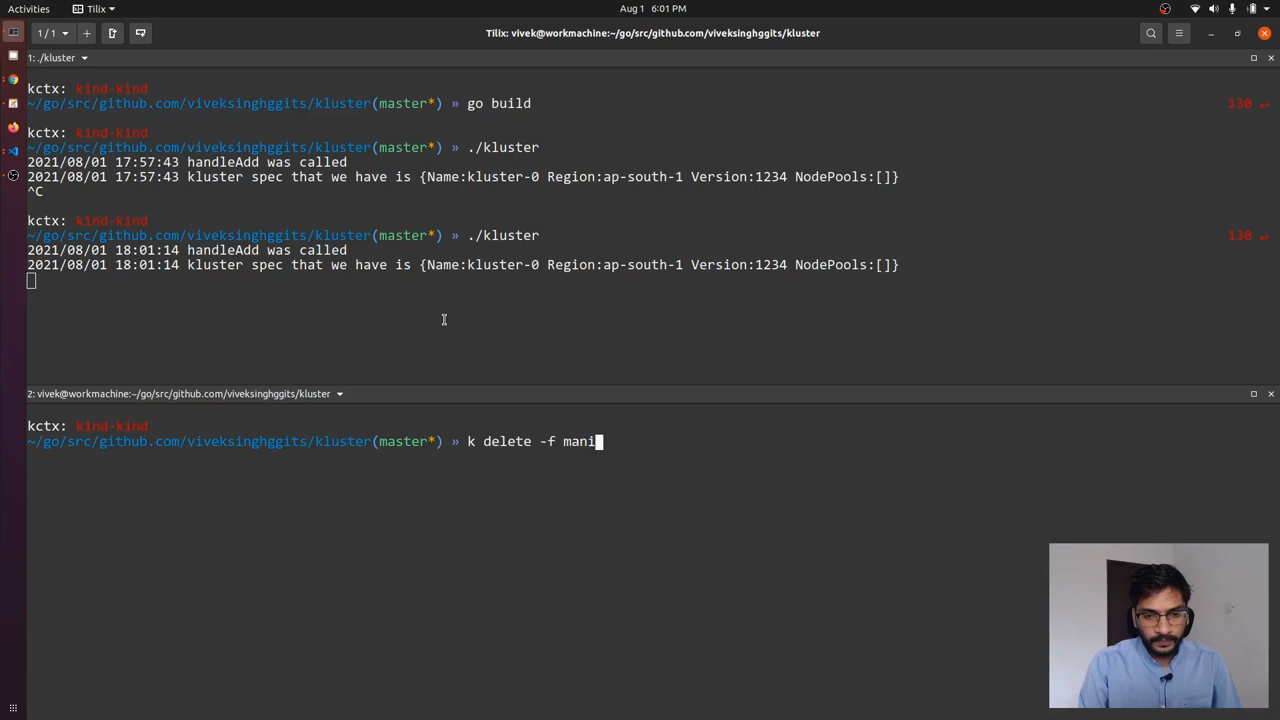 Activities
Tilix
Aug 1 6:01 PM
1 / 1
Tilix: vivek@workmachine:~/go/src/github.com/viveksinghggits/kluster
1: ./kluster
kctx: kind-kind
~/go/src/github.com/viveksinghggits/kluster(master*) » go build 130 ↵
kctx: kind-kind
~/go/src/github.com/viveksinghggits/kluster(master*) » ./kluster
2021/08/01 17:57:43 handleAdd was called
2021/08/01 17:57:43 kluster spec that we have is {Name:kluster-0 Region:ap-south-1 Version:1234 NodePools:[]}
^C
kctx: kind-kind
~/go/src/github.com/viveksinghggits/kluster(master*) » ./kluster 130 ↵
2021/08/01 18:01:14 handleAdd was called
2021/08/01 18:01:14 kluster spec that we have is {Name:kluster-0 Region:ap-south-1 Version:1234 NodePools:[]}
2: vivek@workmachine:~/go/src/github.com/viveksinghggits/kluster
kctx: kind-kind
~/go/src/github.com/viveksinghggits/kluster(master*) » k delete -f mani